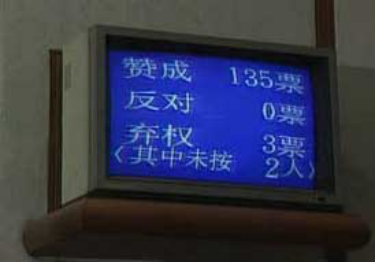 赞成 135票
反对 0票
弃权 3票
〈其中未按 2人〉